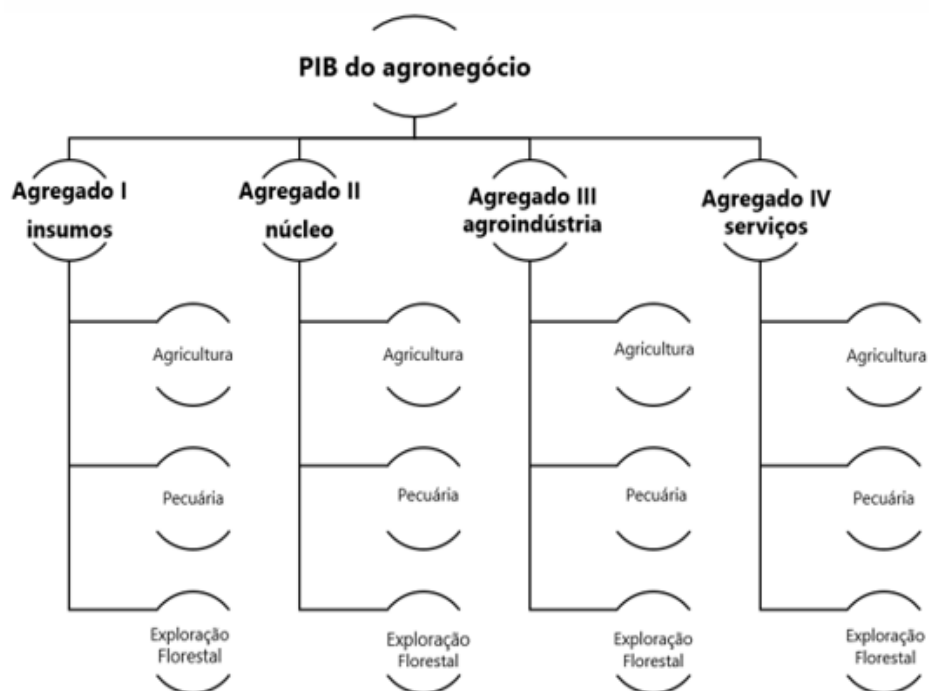 PIB do agronegócio
Agregado I
insumos
Agregado II
núcleo
Agregado III
agroindústria
Agregado IV
serviços
Agricultura
Agricultura
Agricultura
Agricultura
Pecuária
Pecuária
Pecuária
Pecuária
Exploração
Florestal
Exploração
Florestal
Exploração
Florestal
Exploração
Florestal